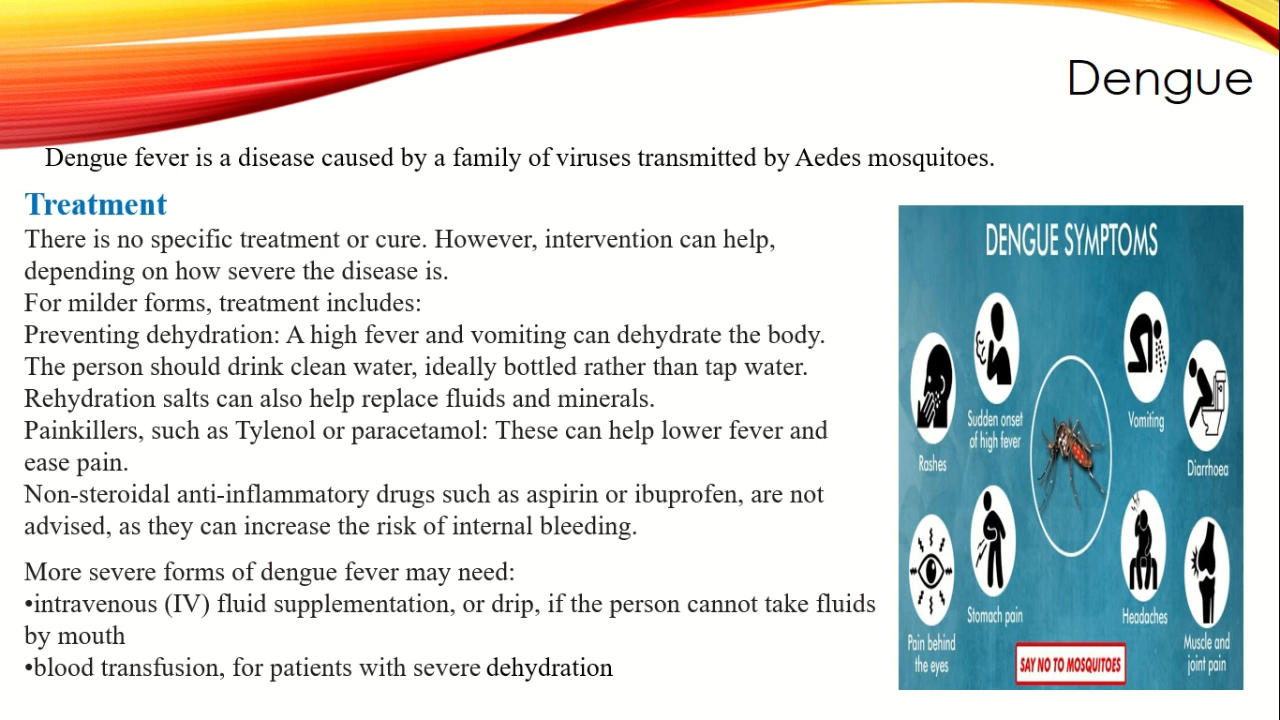 Dengue
Dengue fever is a disease caused by a family of viruses transmitted by Aedes mosquitoes.
Treatment
There is no specific treatment or cure. However, intervention can help,
depending on how severe the disease is.
For milder forms, treatment includes:
Preventing dehydration: A high fever and vomiting can dehydrate the body.
The person should drink clean water, ideally bottled rather than tap water.
Rehydration salts can also help replace fluids and minerals.
Painkillers, such as Tylenol or paracetamol: These can help lower fever and
ease pain.
Non-steroidal anti-inflammatory drugs such as aspirin or ibuprofen, are not
advised, as they can increase the risk of internal bleeding.
More severe forms of dengue fever may need:
•intravenous (IV) fluid supplementation, or drip, if the person cannot take fluids
by mouth
•blood transfusion, for patients with severe dehydration
DENGUE SYMPTOMS
Rashes
Sudden onset
of high fever
Vomiting
Diarrhoea
Pain behind
the eyes
Stomach pain
Headaches
Muscle and
joint pain
SAY NO TO MOSQUITOES